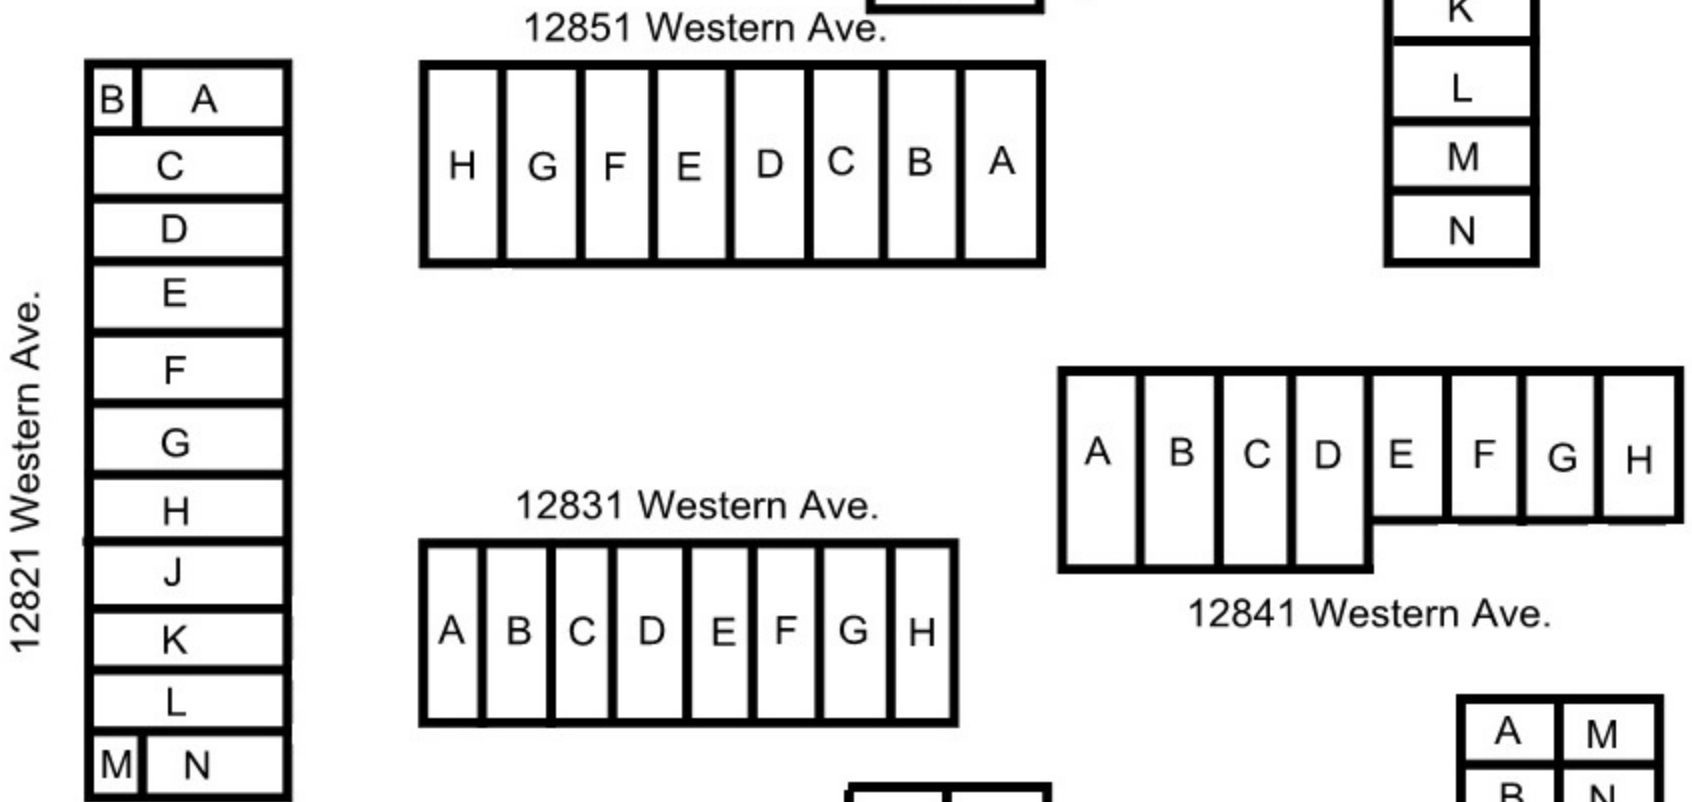 12851 Western Ave.
K
L
M
N
B A
C
D
E
F
G
H
J
K
L
M N
12821 Western Ave.
H G F E D C B A
A B C D E F G H
12841 Western Ave.
12831 Western Ave.
A B C D E F G H
A M
B N